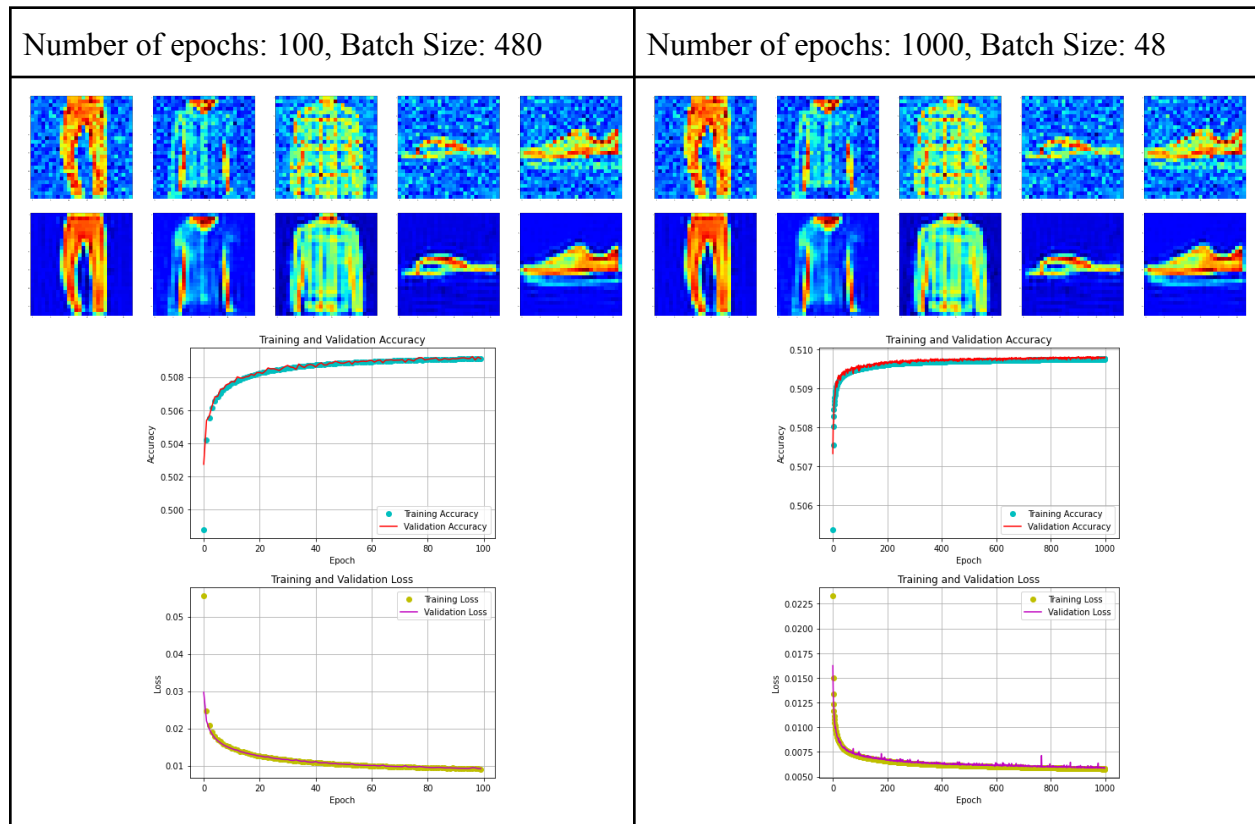 Number of epochs: 100, Batch Size: 480
Training and Validation Accuracy
0.508
0.506
0.504
0.502
0.500
Accuracy
Training Accuracy
Validation Accuracy
0 20 40 60 80 100
Epoch
Training and Validation Loss
Training Loss
Validation Loss
0.05
0.04
0.03
0.02
0.01
Loss
0 20 40 60 80 100
Epoch
Number of epochs: 1000, Batch Size: 48
Training and Validation Accuracy
0.510
0.509
0.508
0.507
0.506
Accuracy
Training Accuracy
Validation Accuracy
0 200 400 600 800 1000
Epoch
Training and Validation Loss
Training Loss
Validation Loss
0.0225
0.0200
0.0175
0.0150
0.0125
0.0100
0.0075
0.0050
Loss
0 200 400 600 800 1000
Epoch